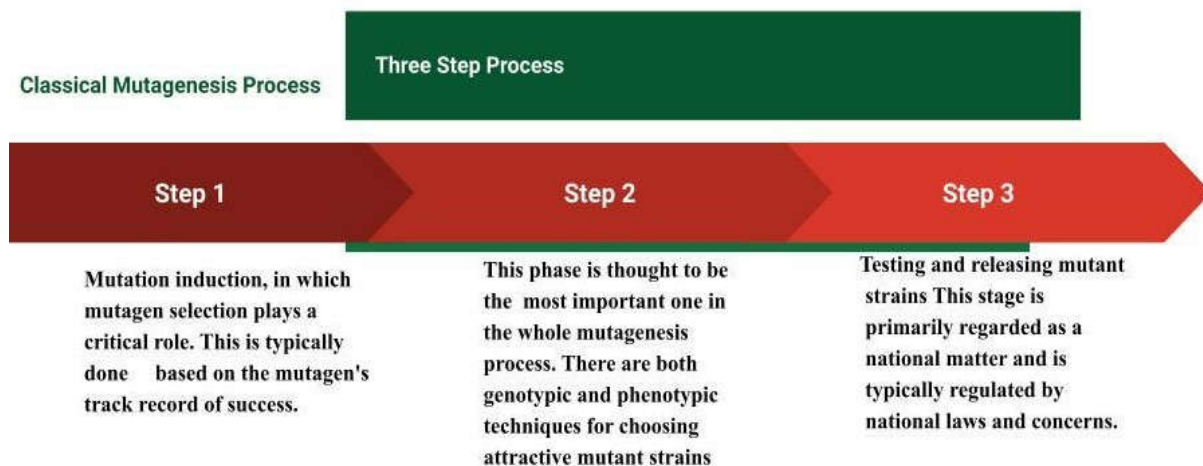 Classical Mutagenesis Process
Three Step Process
Step 1
Step 2
Step 3
Mutation induction, in which
mutagen selection plays a
critical role. This is typically
done based on the mutagen's
track record of success.
This phase is thought to be
the most important one in
the whole mutagenesis
process. There are both
genotypic and phenotypic
techniques for choosing
attractive mutant strains
Testing and releasing mutant
strains This stage is
primarily regarded as a
national matter and is
typically regulated by
national laws and concerns.